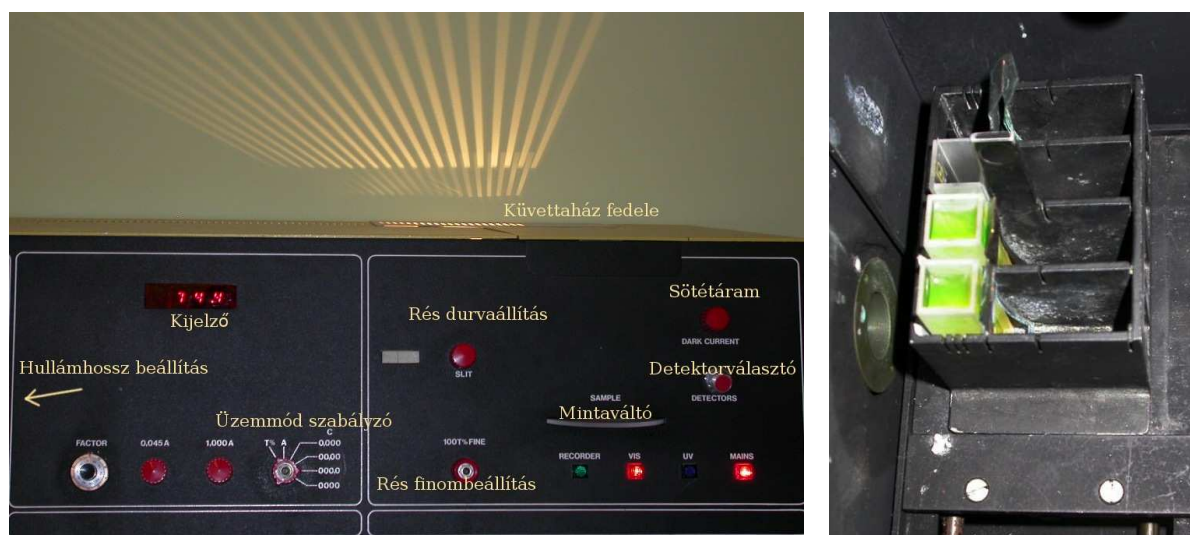 Küvettaház fedele
Sötétáram
Kijelző
Rés durvaállítás
DARK CURRENT
Hullámhossz beállítás
SLIT
Detektorválasztó
SAMPLE
DETECTORS
Mintaváltó
Üzemmód szabályzó
C
FACTOR
0,045 A
1,000 A
T%
A
0,000
00,00
000,0
0000
100T% FINE
RECORDER
VIS
UV
MAINS
Rés finombeállítás